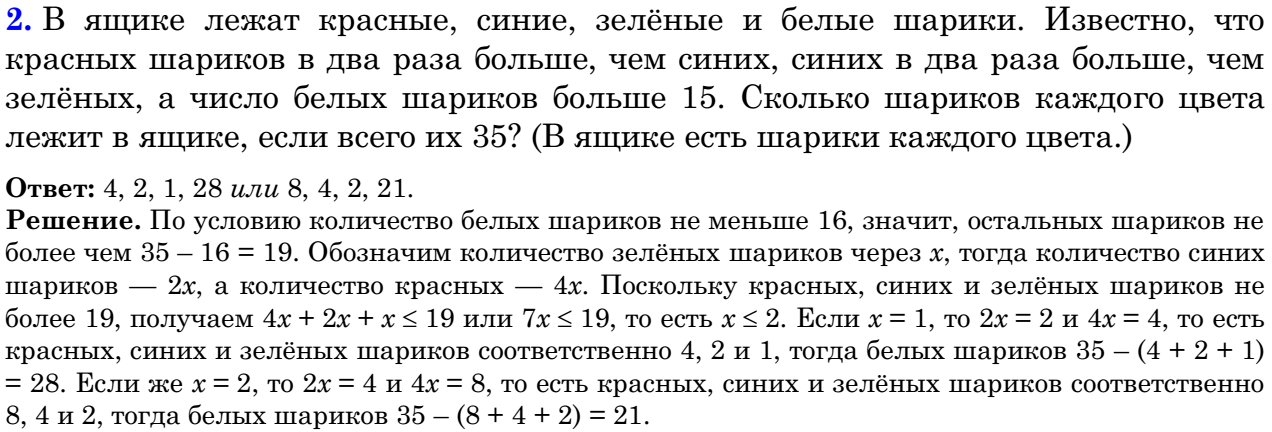 2. В ящике лежат красные, синие, зелёные и белые шарики. Известно, что
красных шариков в два раза больше, чем синих, синих в два раза больше, чем
зелёных, а число белых шариков больше 15. Сколько шариков каждого цвета
лежит в ящике, если всего их 35? (В ящике есть шарики каждого цвета.)
Ответ: 4, 2, 1, 28 или 8, 4, 2, 21.
Решение. По условию количество белых шариков не меньше 16, значит, остальных шариков не
более чем 35 – 16 = 19. Обозначим количество зелёных шариков через x, тогда количество синих
шариков — 2x, а количество красных — 4x. Поскольку красных, синих и зелёных шариков не
более 19, получаем 4x + 2x + x ≤ 19 или 7x ≤ 19, то есть x ≤ 2. Если x = 1, то 2x = 2 и 4x = 4, то есть
красных, синих и зелёных шариков соответственно 4, 2 и 1, тогда белых шариков 35 – (4 + 2 + 1)
= 28. Если же x = 2, то 2x = 4 и 4x = 8, то есть красных, синих и зелёных шариков соответственно
8, 4 и 2, тогда белых шариков 35 – (8 + 4 + 2) = 21.